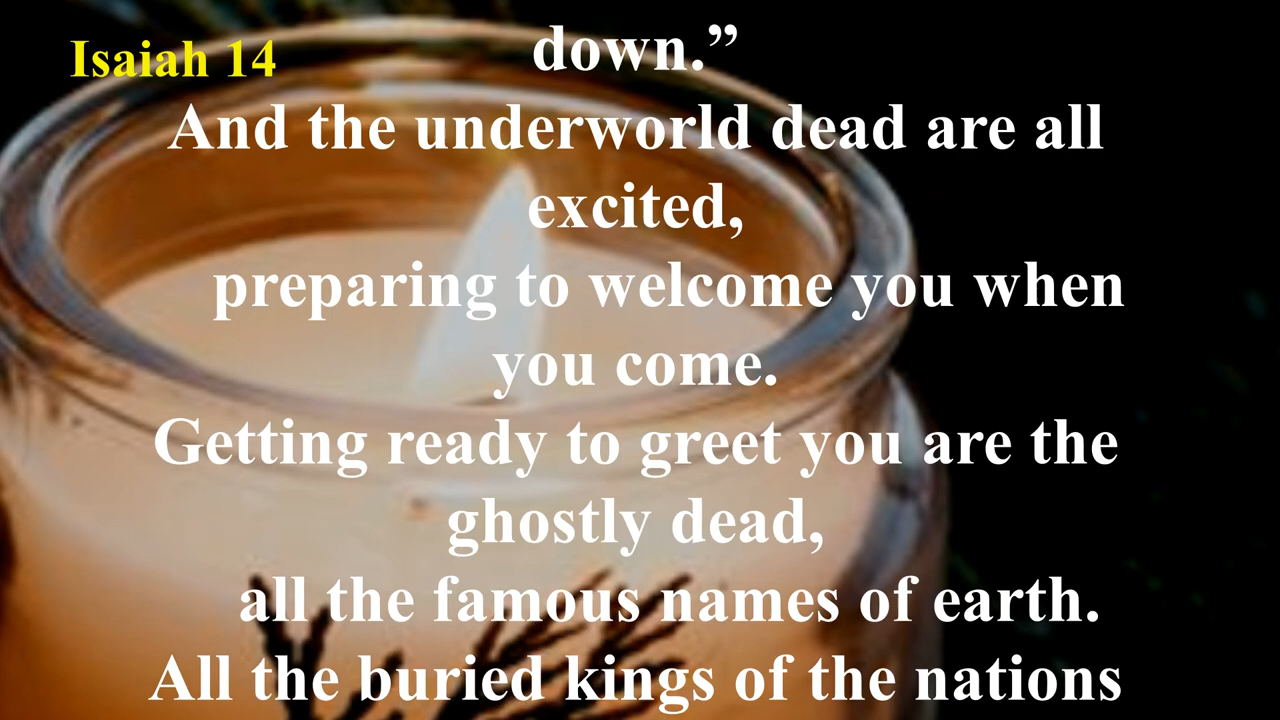 Isaiah 14
down.”
And the underworld dead are all
excited,
preparing to welcome you when
you come.
Getting ready to greet you are the
ghostly dead,
all the famous names of earth.
All the buried kings of the nations